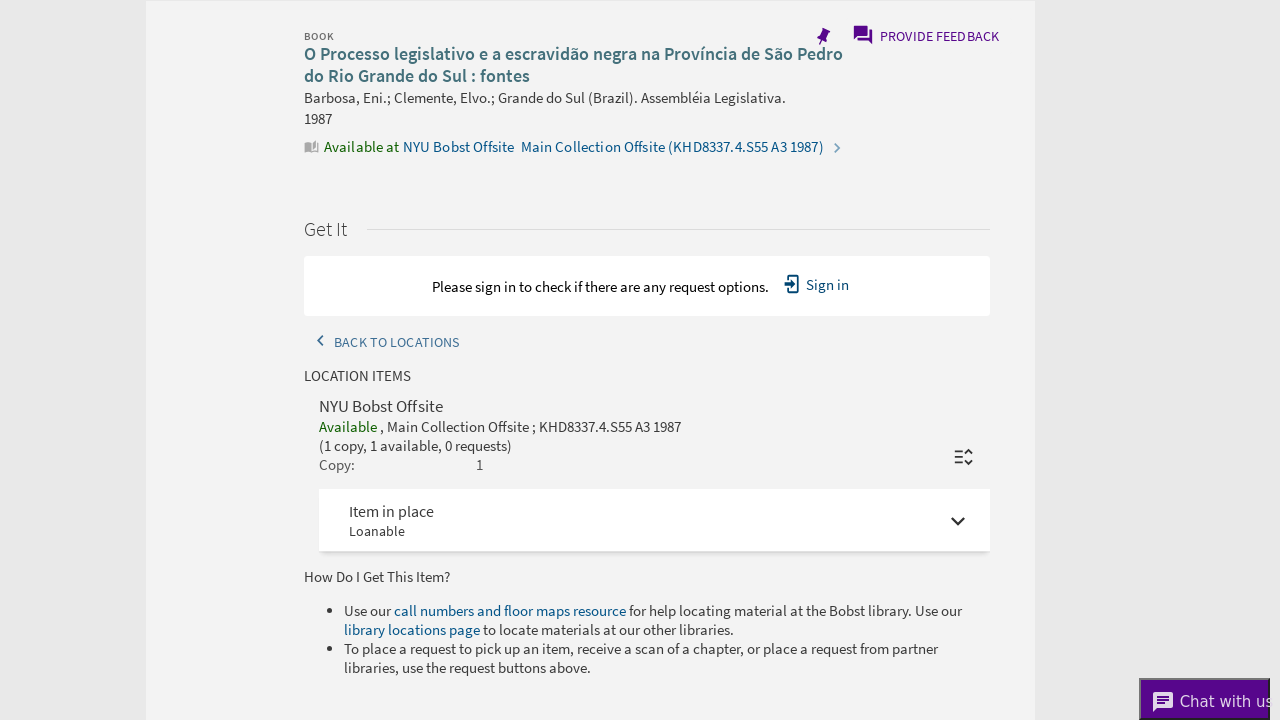 BOOK
PROVIDE FEEDBACK
O Processo legislativo e a escravidão negra na Província de São Pedro
do Rio Grande do Sul : fontes
Barbosa, Eni.; Clemente, Elvo.; Grande do Sul (Brazil). Assembléia Legislativa.
1987
Available at NYU Bobst Offsite Main Collection Offsite (KHD8337.4.S55 A3 1987)
Get It
Please sign in to check if there are any request options. Sign in
BACK TO LOCATIONS
LOCATION ITEMS
NYU Bobst Offsite
Available , Main Collection Offsite ; KHD8337.4.S55 A3 1987
(1 copy, 1 available, 0 requests)
Copy: 1
Item in place
Loanable
How Do I Get This Item?
Use our call numbers and floor maps resource for help locating material at the Bobst library. Use our
library locations page to locate materials at our other libraries.
To place a request to pick up an item, receive a scan of a chapter, or place a request from partner
libraries, use the request buttons above.
Chat with us